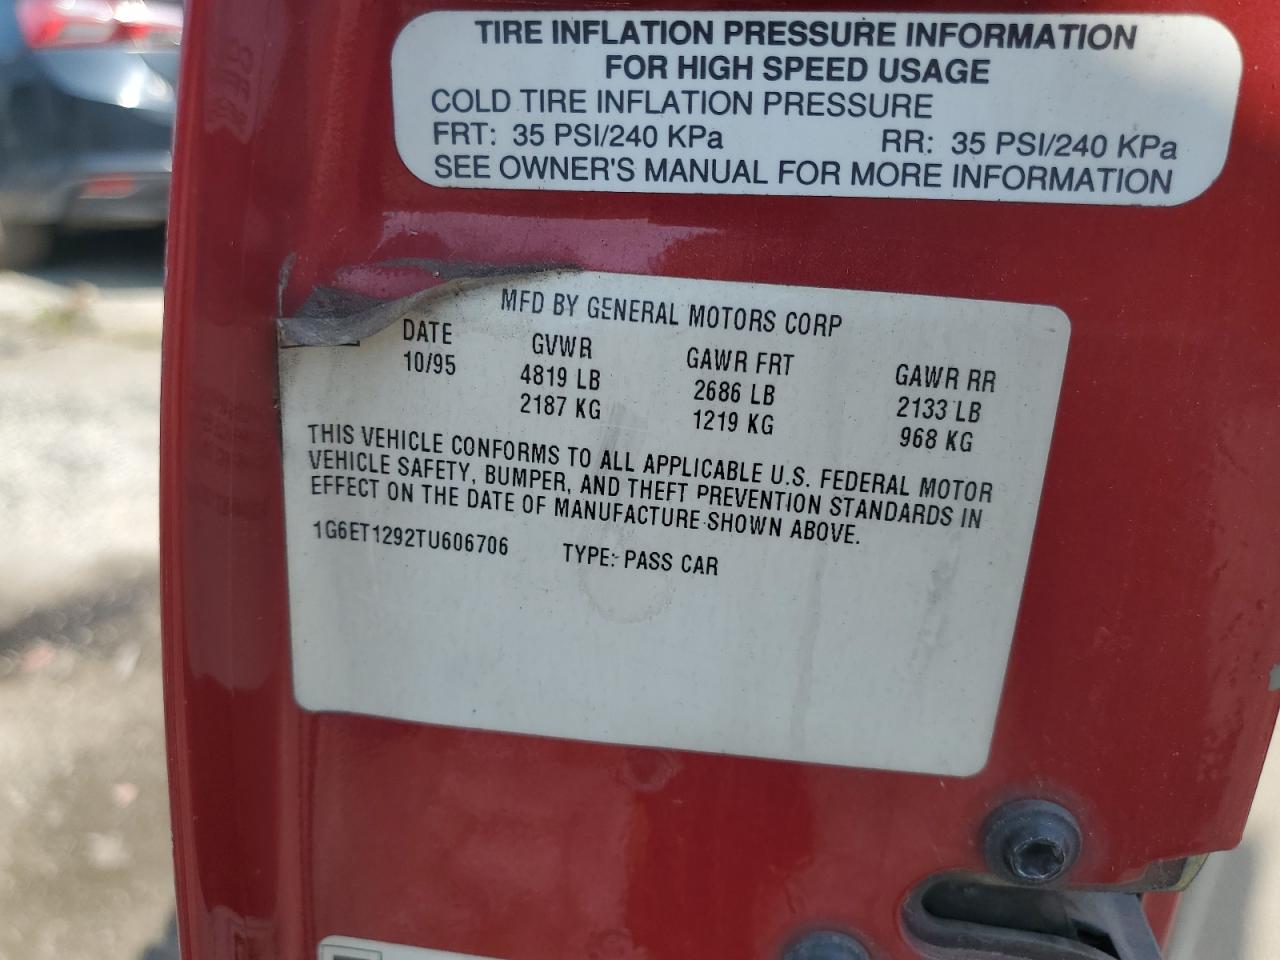 TIRE INFLATION PRESSURE INFORMATION
FOR HIGH SPEED USAGE
COLD TIRE INFLATION PRESSURE
FRT: 35 PSI/240 KPa RR: 35 PSI/240 KPa
SEE OWNER'S MANUAL FOR MORE INFORMATION
MFD BY GENERAL MOTORS CORP
DATE GVWR GAWR FRT GAWR RR
10/95 4819 LB 2686 LB 2133 LB
2187 KG 1219 KG 968 KG
THIS VEHICLE CONFORMS TO ALL APPLICABLE U.S. FEDERAL MOTOR
VEHICLE SAFETY, BUMPER, AND THEFT PREVENTION STANDARDS IN
EFFECT ON THE DATE OF MANUFACTURE SHOWN ABOVE.
1G6ET1292TU606706 TYPE: PASS CAR